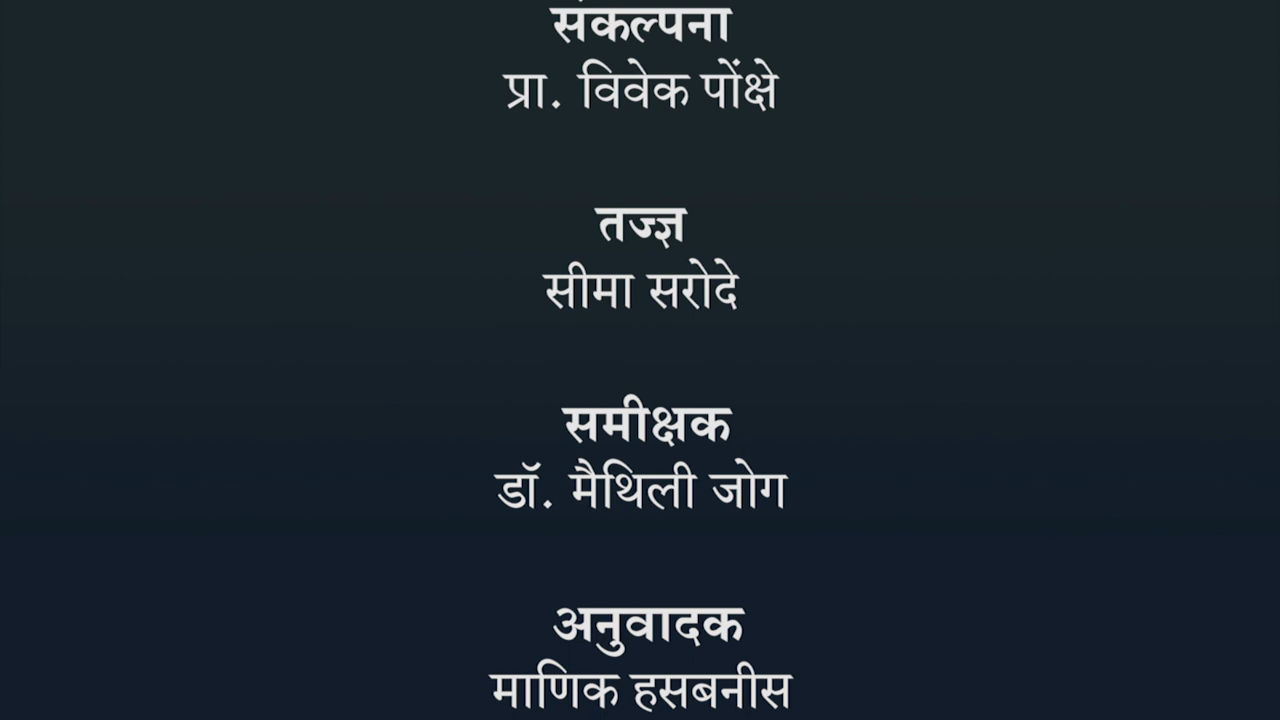 संकल्पना
प्रा. विवेक पोंक्षे
तज्ज्ञ
सीमा सरोदे
समीक्षक
डॉ. मैथिली जोग
अनुवादक
माणिक हसबनीस